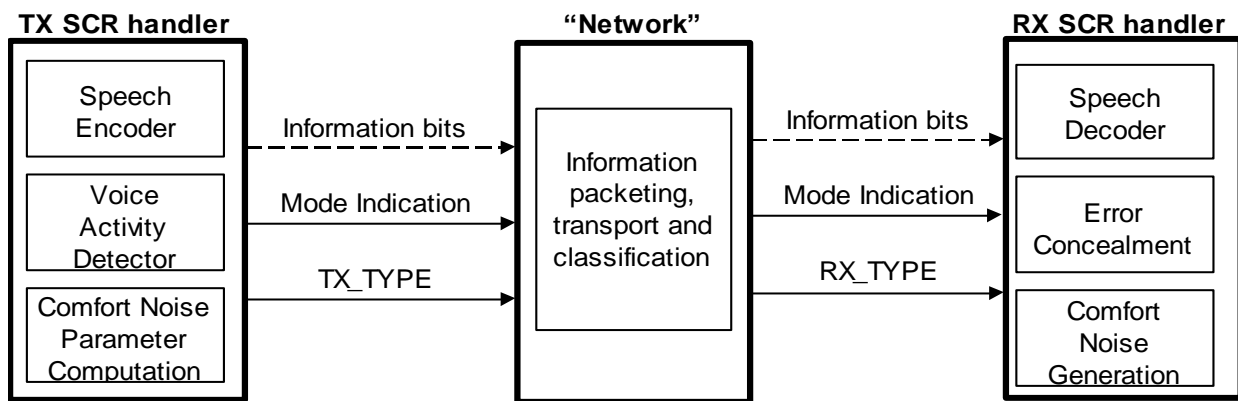 TX SCR handler
Speech
Encoder
Voice
Activity
Detector
Comfort Noise
Parameter
Computation
Information bits
Mode Indication
TX_TYPE
“Network”
Information
packeting,
transport and
classification
Information bits
Mode Indication
RX_TYPE
RX SCR handler
Speech
Decoder
Error
Concealment
Comfort
Noise
Generation